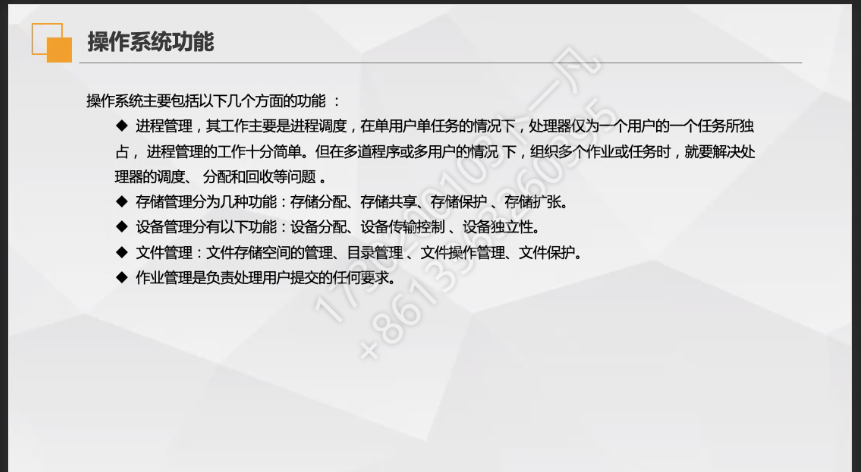 操作系统功能
操作系统主要包括以下几个方面的功能 ：
◆ 进程管理，其工作主要是进程调度，在单用户单任务的情况下，处理器仅为一个用户的一个任务所独
占， 进程管理的工作十分简单。但在多道程序或多用户的情况 下，组织多个作业或任务时，就要解决处
理器的调度、 分配和回收等问题 。
◆ 存储管理分为几种功能：存储分配、存储共享、存储保护 、存储扩张。
◆ 设备管理分有以下功能：设备分配、设备传输控制 、设备独立性。
◆ 文件管理：文件存储空间的管理、目录管理 、文件操作管理、文件保护。
◆ 作业管理是负责处理用户提交的任何要求。